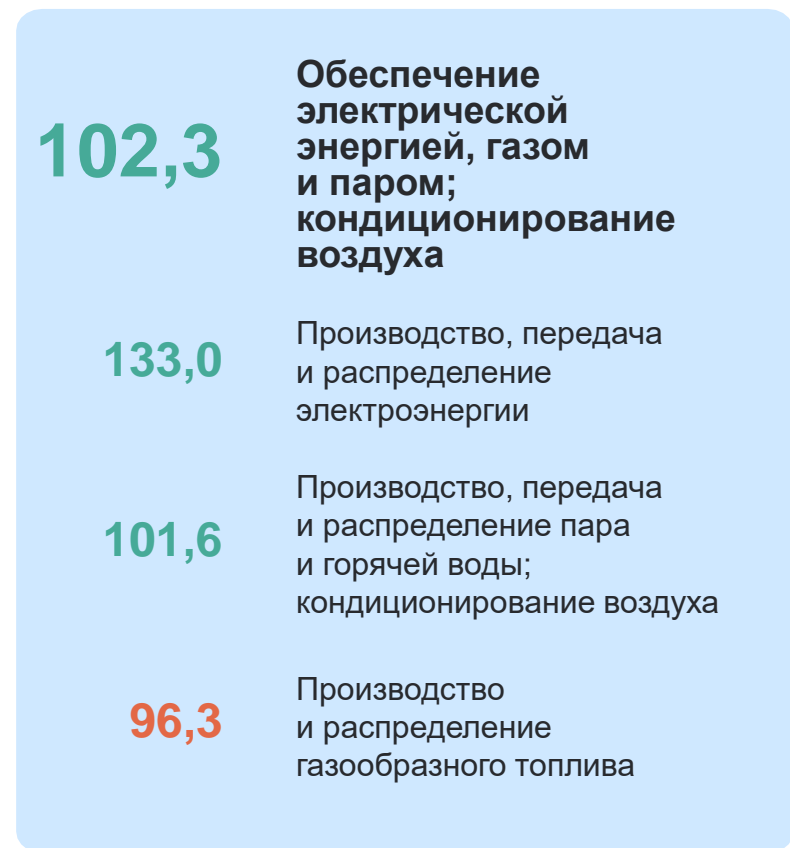 102,3
Обеспечение
электрической
энергией, газом
и паром;
кондиционирование
воздуха
133,0
Производство, передача
и распределение
электроэнергии
101,6
Производство, передача
и распределение пара
и горячей воды;
кондиционирование воздуха
96,3
Производство
и распределение
газообразного топлива